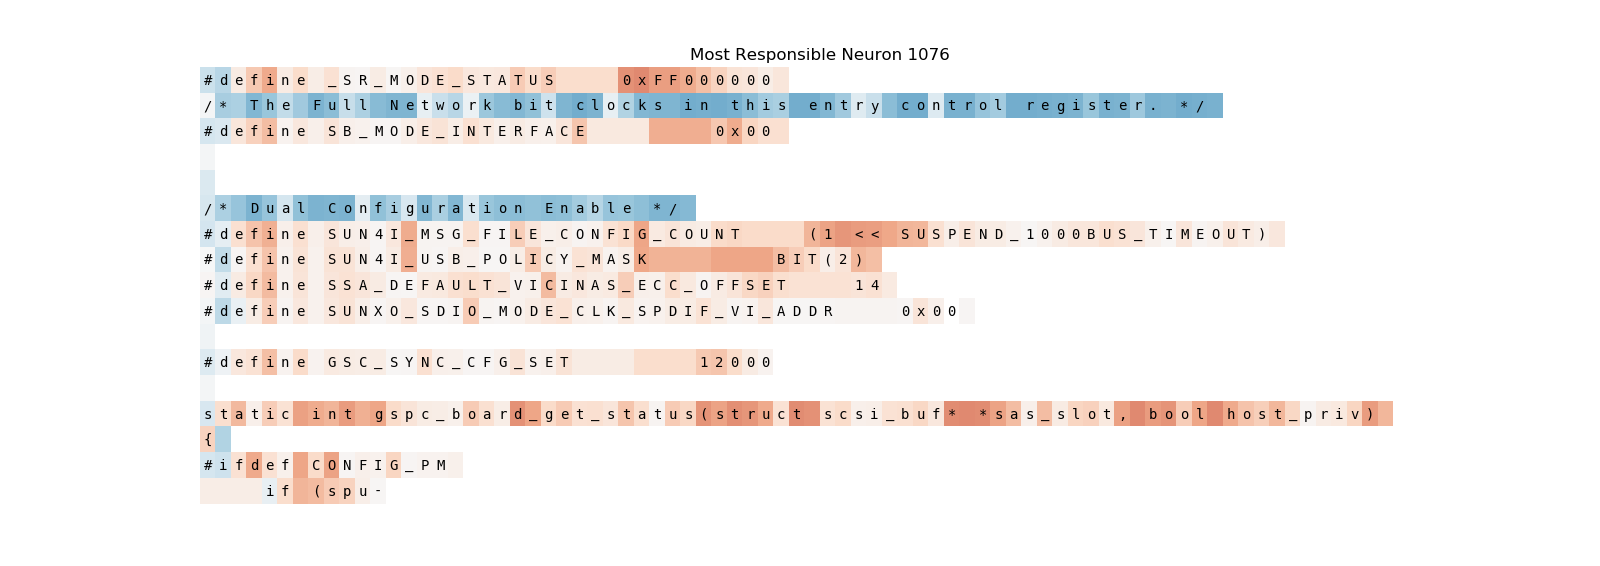 Most Responsible Neuron 1076
#define _SR_MODE_STATUS    0xFF000000
/* The Full Network bit clocks in this entry control register. */
#define SB_MODE_INTERFACE        0x00
/* Dual Configuration Enable */
#define SUN4I_MSG_FILE_CONFIG_COUNT    (1 << SUSPEND_1000BUS_TIMEOUT)
#define SUN4I_USB_POLICY_MASK        BIT(2)
#define SSA_DEFAULT_VICINAS_ECC_OFFSET    14
#define SUNXO_SDIO_MODE_CLK_SPDIF_VI_ADDR    0x00
#define GSC_SYNC_CFG_SET        12000
static int gspc_board_get_status(struct scsi_buf* *sas_slot, bool host_priv)
{
#ifdef CONFIG_PM
    if (spu-